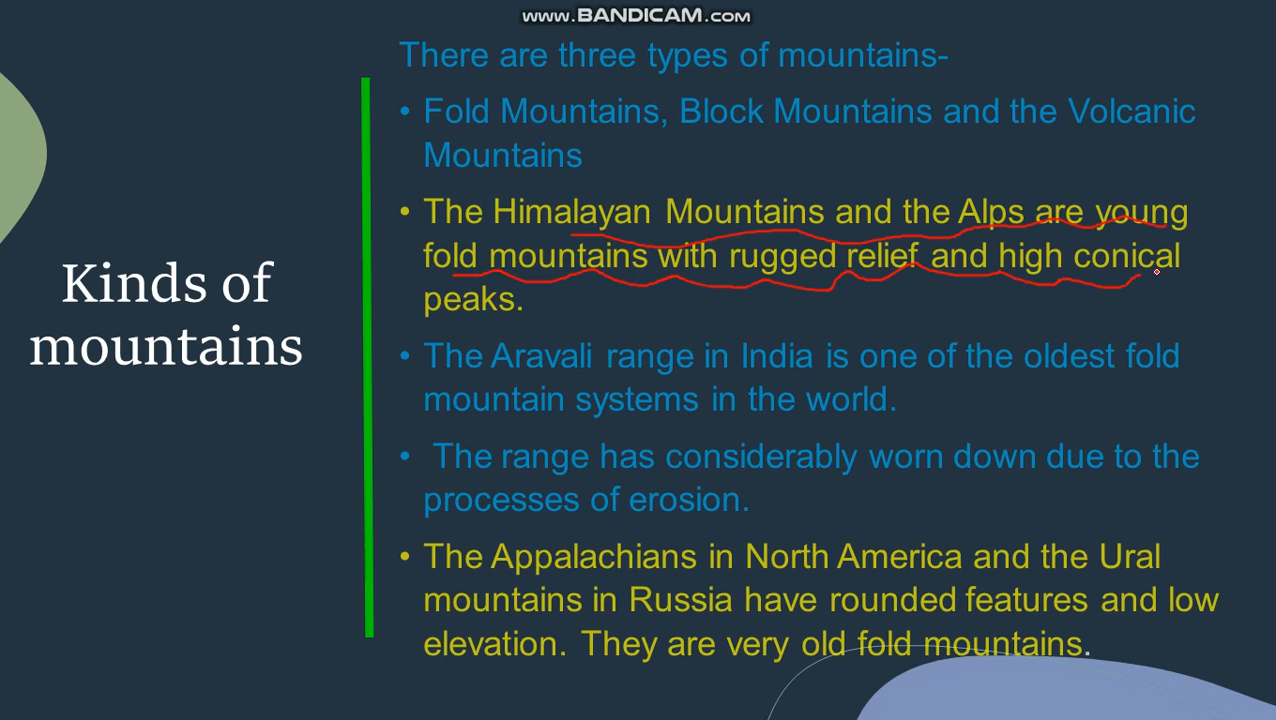 www.BANDICAM.com
There are three types of mountains-
• Fold Mountains, Block Mountains and the Volcanic
Mountains
• The Himalayan Mountains and the Alps are young
fold mountains with rugged relief and high conical
peaks.
Kinds of
mountains
• The Aravali range in India is one of the oldest fold
mountain systems in the world.
• The range has considerably worn down due to the
processes of erosion.
• The Appalachians in North America and the Ural
mountains in Russia have rounded features and low
elevation. They are very old fold mountains.